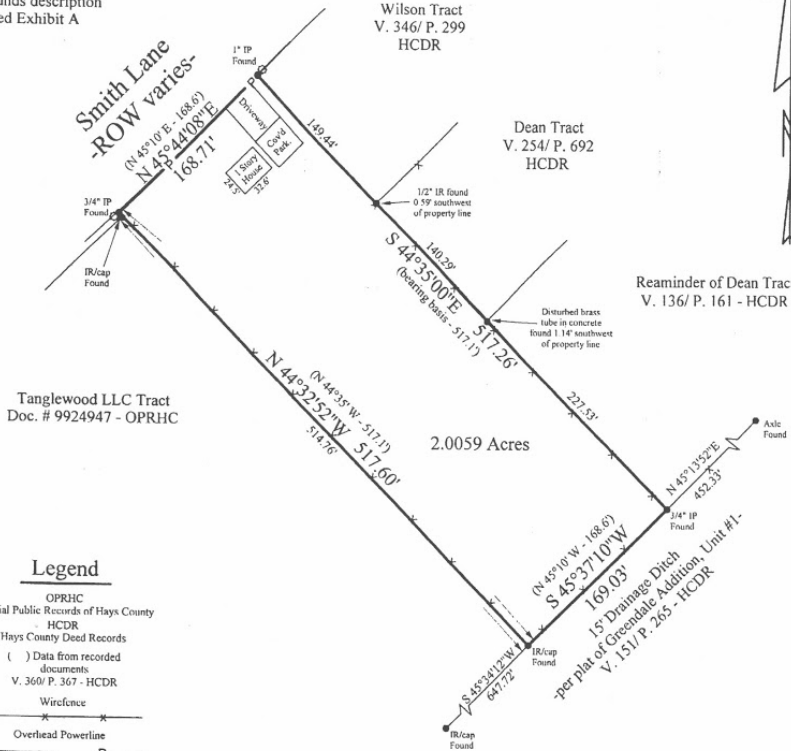 unds description
ed Exhibit A
Wilson Tract
V. 346/ P. 299
HCDR
1" IP
Found
Smith Lane
-ROW varies-
(N 45°10' E - 168.6')
N 45°44'08"E
168.71'
P
P
Driveway
Cov'd
Park.
1 Story
House
24.5'
32.6'
149.44'
Dean Tract
V. 254/ P. 692
HCDR
3/4" IP
Found
1/2" IR found
0.59' southwest
of property line
IR/cap
Found
140.29'
S 44°35'00"E 517.26'
(bearing basis - 517.1')
Reaminder of Dean Trac
V. 136/ P. 161 - HCDR
Disturbed brass
tube in concrete
found 1.14' southwest
of property line
Tanglewood LLC Tract
Doc. # 9924947 - OPRHC
(N 44°35' W - 517.1')
N 44°32'52"W 517.60'
514.76'
227.53'
2.0059 Acres
Axle
Found
N 45°13'52"E
452.33'
3/4" IP
Found
(N 45°10' W - 168.6')
S 45°37'10"W
169.03'
15' Drainage Ditch
-per plat of Greendale Addition, Unit #1-
V. 151/ P. 265 - HCDR
IR/cap
Found
S 45°34'12"W
647.72'
IR/cap
Found
Legend
OPRHC
ial Public Records of Hays County
HCDR
Hays County Deed Records
( ) Data from recorded
documents
V. 360/ P. 367 - HCDR
Wirefence
x x
Overhead Powerline
P